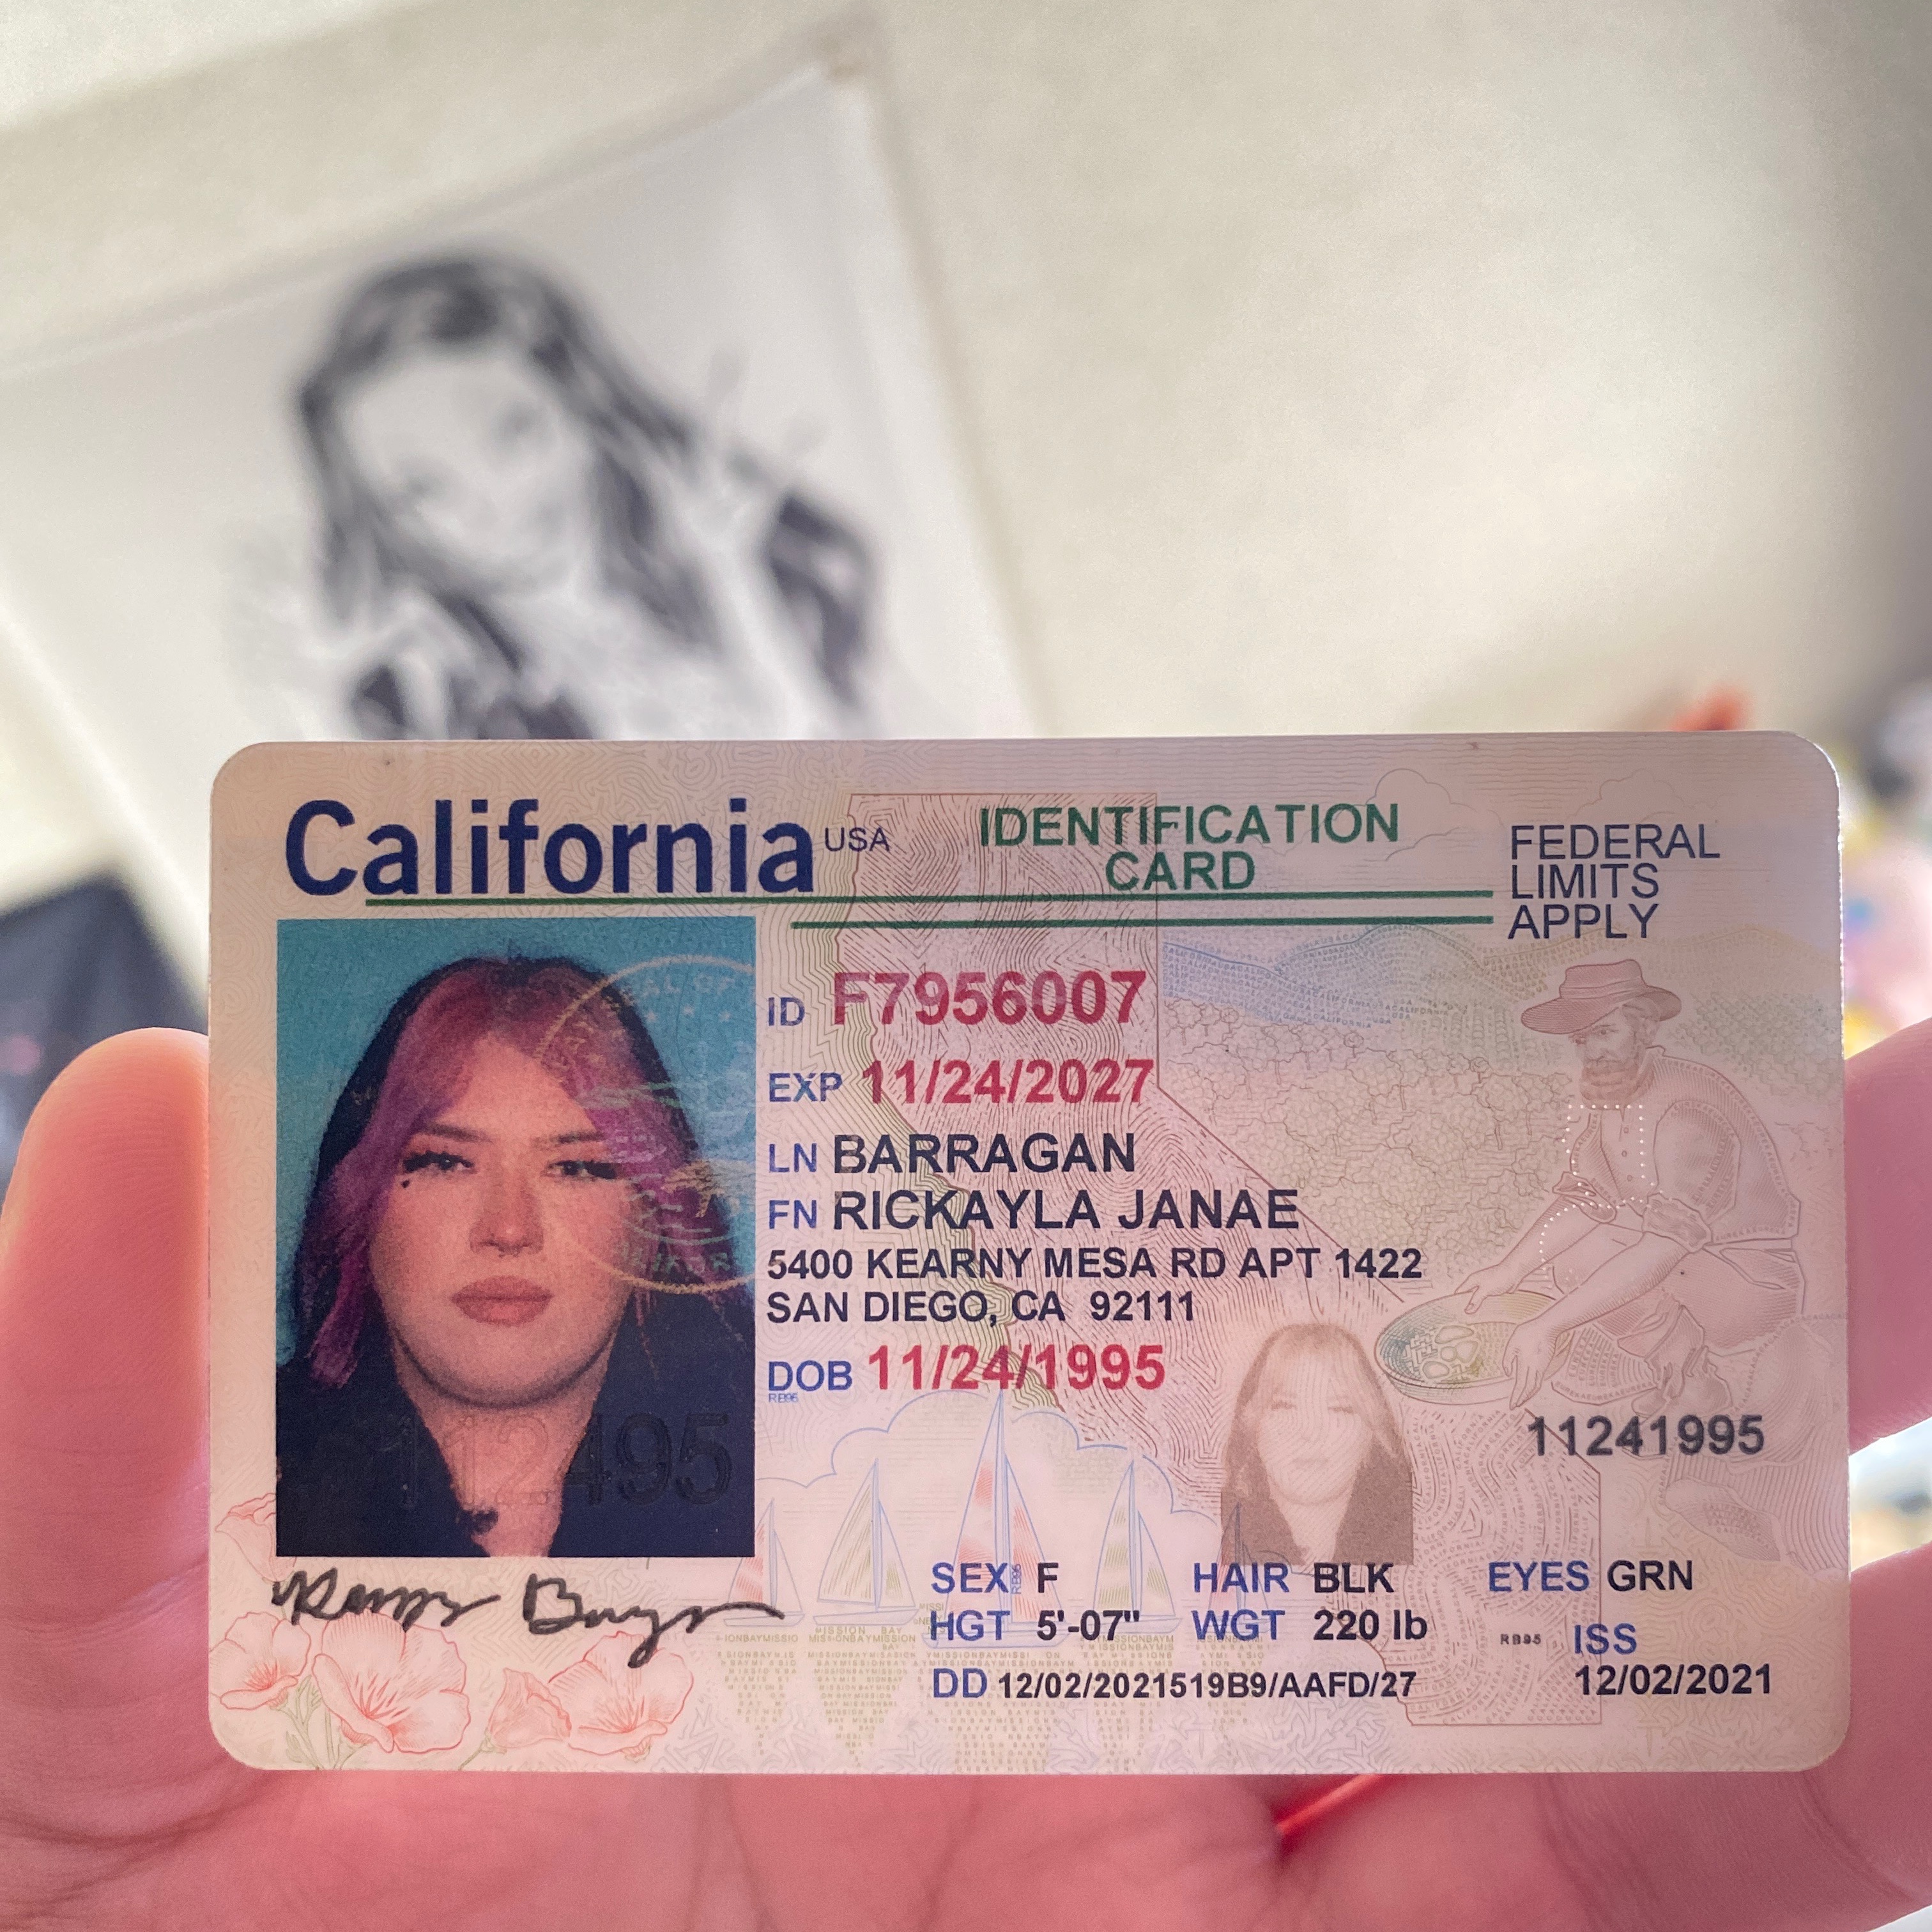 California USA IDENTIFICATION CARD
FEDERAL
LIMITS
APPLY
ID F7956007
EXP 11/24/2027
LN BARRAGAN
FN RICKAYLA JANAE
5400 KEARNY MESA RD APT 1422
SAN DIEGO, CA 92111
DOB 11/24/1995
RB95
11241995
112495
SEX F HAIR BLK EYES GRN
HGT 5'-07" WGT 220 lb RB95 ISS
DD 12/02/2021519B9/AAFD/27 12/02/2021